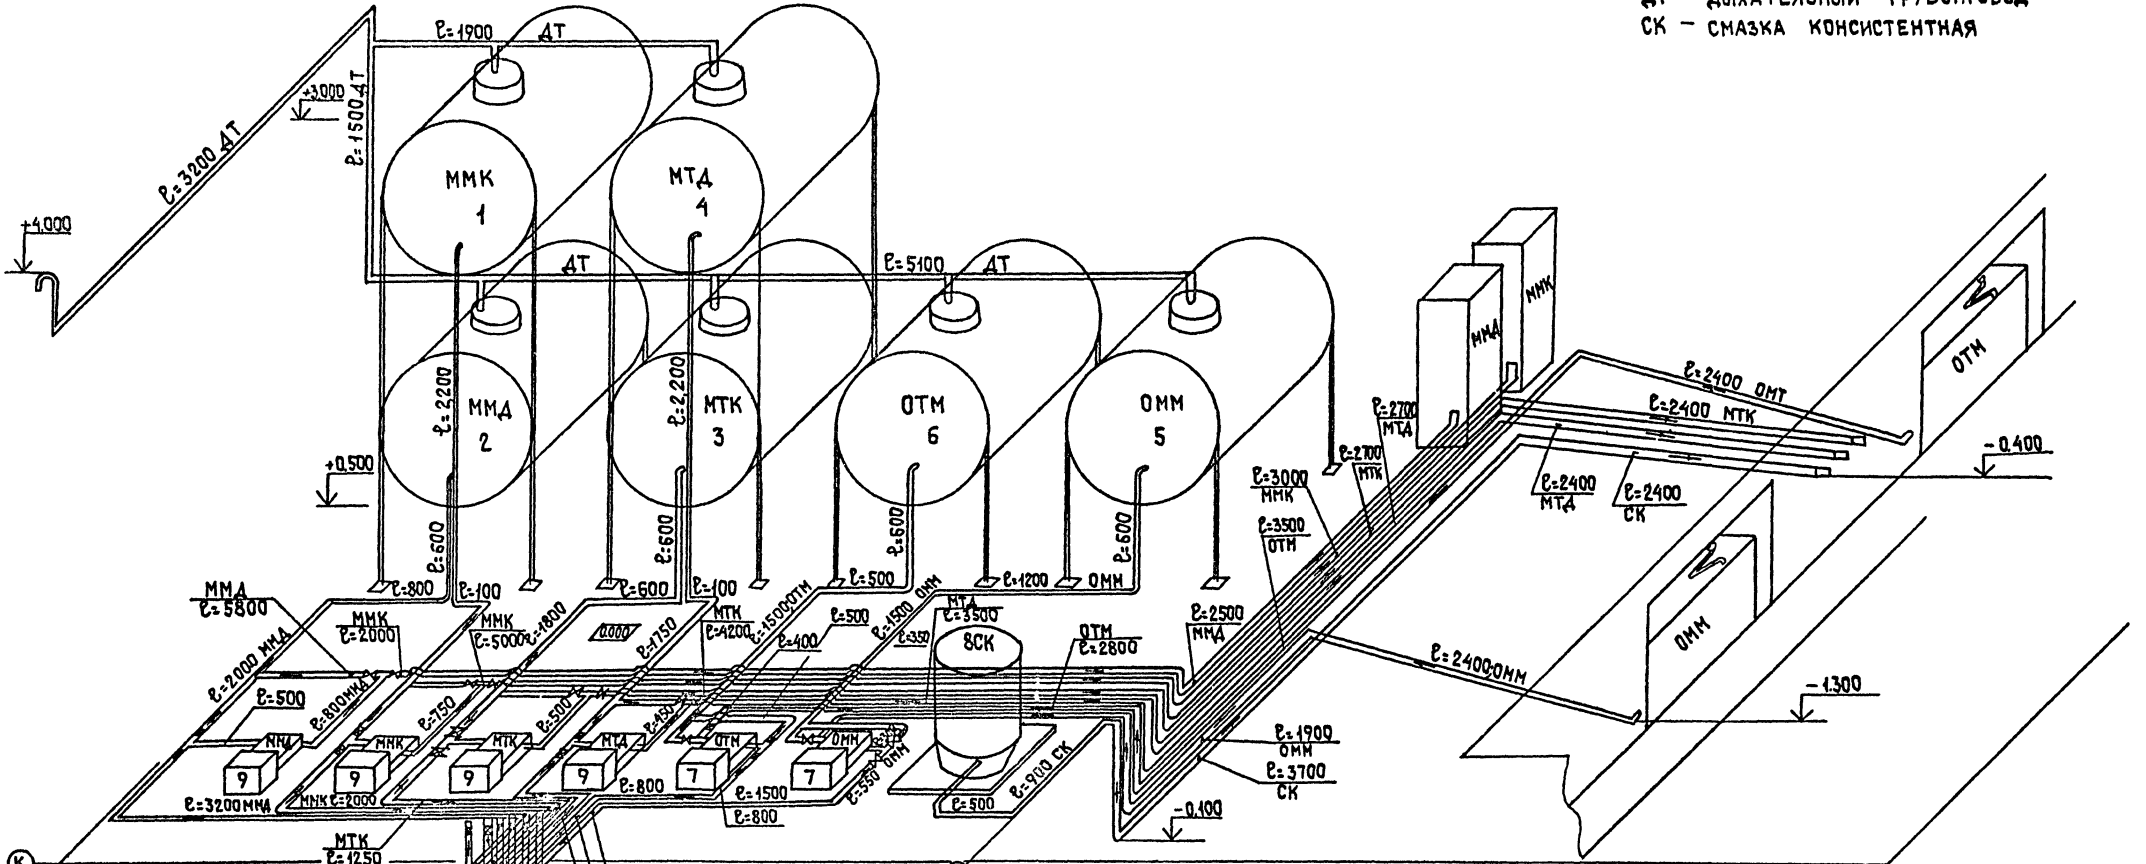 ДТ – ДЫХАТЕЛЬНЫЙ ТРУБОПРОВОД
СК – СМАЗКА КОНСИСТЕНТНАЯ
ℓ=1900 ДТ
+3.000
ℓ=1500 ДТ
ℓ=3200 ДТ
+4.000
ММК
1
МТД
4
ДТ
ℓ=5100 ДТ
ММК
ММД
ОТМ
ℓ=2200
ММД
2
ℓ=2,200
МТК
3
ОТМ
6
ОММ
5
ℓ=2400 ОМТ
ℓ=2400 МТК
ℓ=2700
МТД
ℓ=2700
МТК
ℓ=3000
ММК
ℓ=3500
ОТМ
-0.400
ℓ=2400
МТД
ℓ=2400
СК
+0.500
ℓ=600
ℓ=600
ℓ=600
ℓ=600
ℓ=800
ℓ=100
ℓ=600
ℓ=100
ℓ=500
ℓ=1200 ОММ
ММД
ℓ=5800
ММК
ℓ=2000
ММК
ℓ=5000
ℓ=1800
0.000
ℓ=1750
МТК
ℓ=4200
ℓ=1500 ОТМ
ℓ=400
ℓ=500
ℓ=1500 ОММ
ℓ=350
МТД
ℓ=3500
8СК
ОТМ
ℓ=2800
ℓ=2500
ММД
ОММ
ℓ=2400 ОММ
-1.300
ℓ=2000 ММД
ℓ=500
ℓ=800 МКД
ℓ=750
ℓ=500
ℓ=450
ММД
9
ММК
9
МТК
9
МТД
9
ОТМ
7
ОММ
7
ℓ=550 ОММ
ℓ=900 СК
ℓ=500
ℓ=1900
ОММ
ℓ=3700
СК
ℓ=3200 ММД
ММК ℓ=2000
ℓ=800
ℓ=1500
ℓ=800
-0.100
МТК
ℓ=1250
К